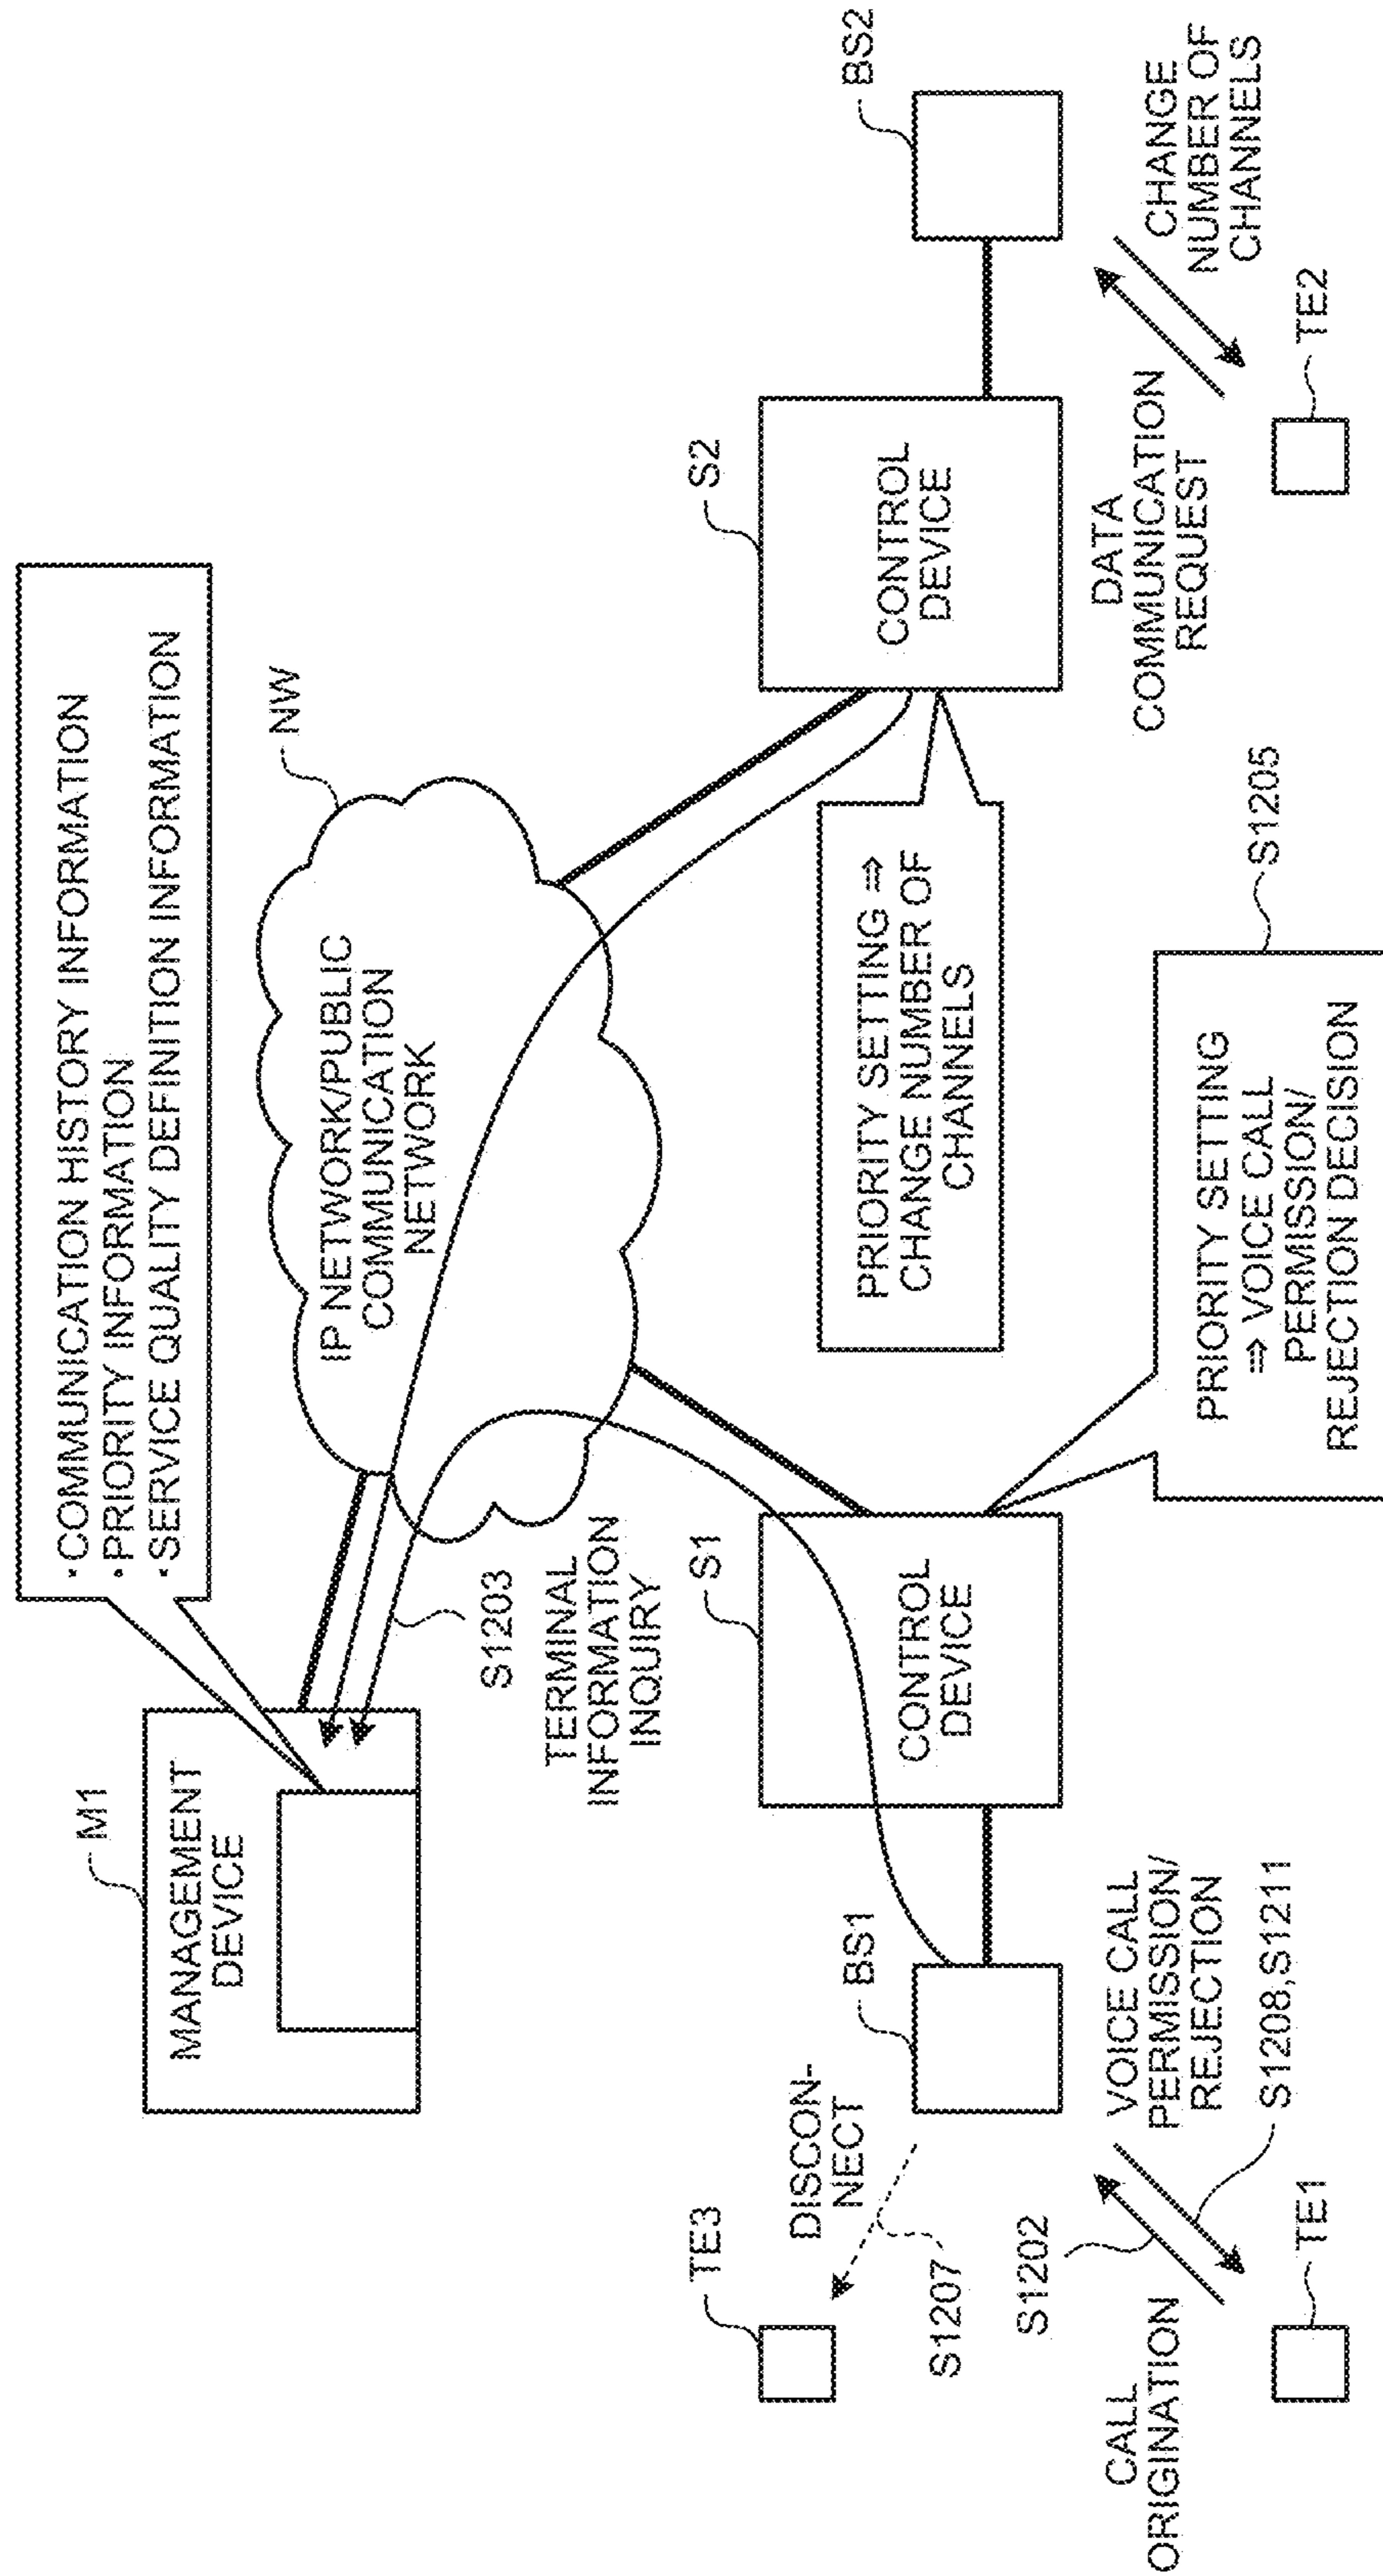 · COMMUNICATION HISTORY INFORMATION
· PRIORITY INFORMATION
· SERVICE QUALITY DEFINITION INFORMATION
M1
MANAGEMENT
DEVICE
NW
IP NETWORK/PUBLIC
COMMUNICATION
NETWORK
S1203
TERMINAL
INFORMATION
INQUIRY
TE3
DISCON-
NECT
S1207
BS1
S1
CONTROL
DEVICE
PRIORITY SETTING ⇒
CHANGE NUMBER OF
CHANNELS
S2
CONTROL
DEVICE
BS2
S1202
CALL
ORIGINATION
TE1
VOICE CALL
PERMISSION/
REJECTION
S1208,S1211
PRIORITY SETTING
⇒ VOICE CALL
PERMISSION/
REJECTION DECISION
S1205
DATA
COMMUNICATION
REQUEST
TE2
CHANGE
NUMBER OF
CHANNELS